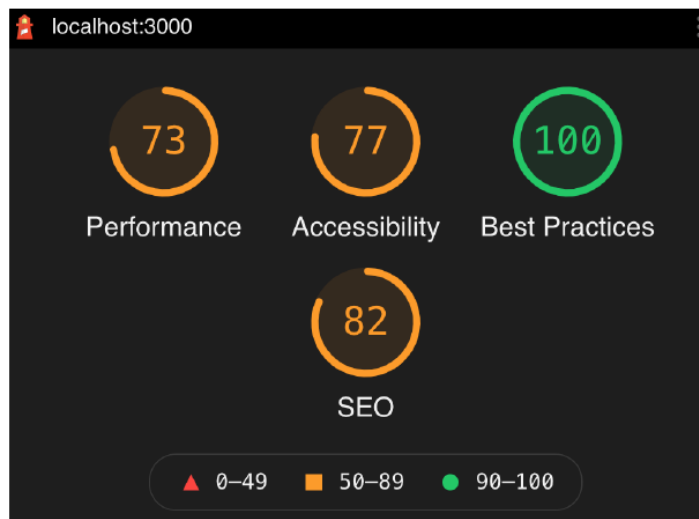 localhost:3000
73 77 100
Performance Accessibility Best Practices
82
SEO
0–49 50–89 90–100